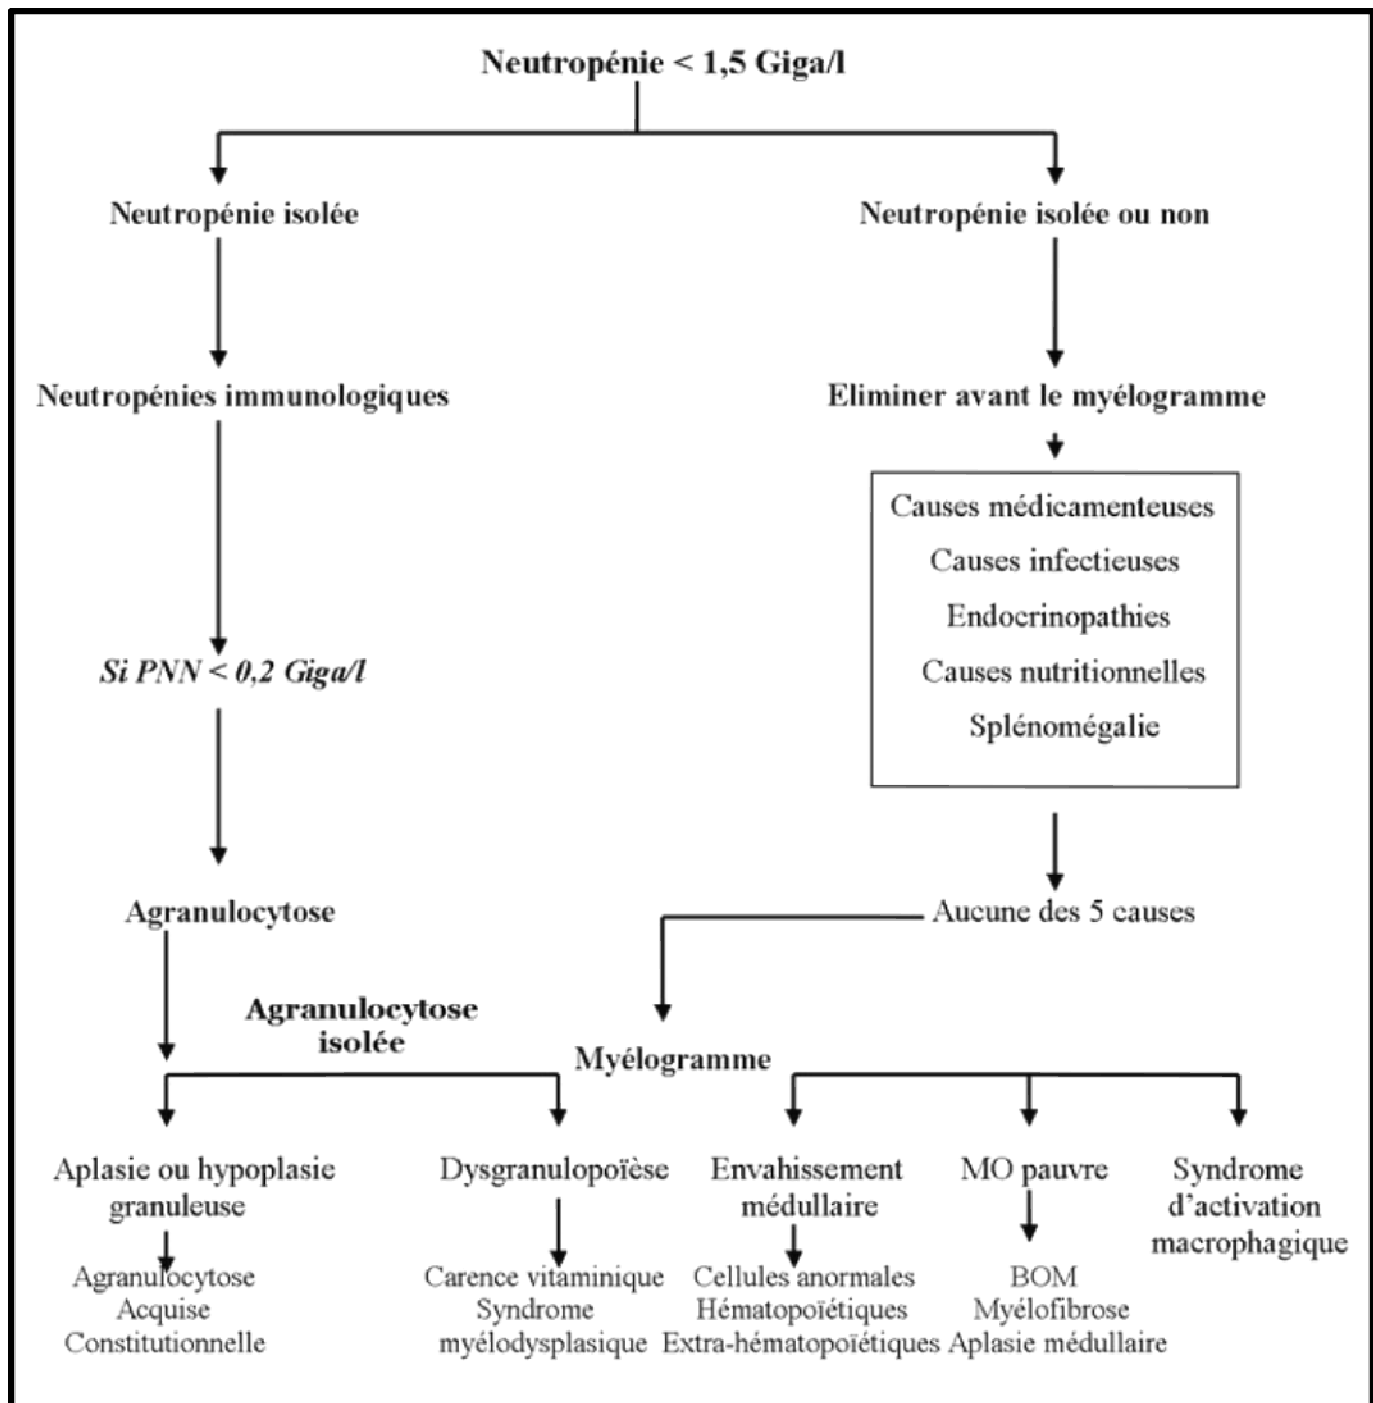 Neutropénie < 1,5 Giga/l
Neutropénie isolée
Neutropénie isolée ou non
Neutropénies immunologiques
Eliminer avant le myélogramme
Causes médicamenteuses
Causes infectieuses
Endocrinopathies
Causes nutritionnelles
Splénomégalie
Si PNN < 0,2 Giga/l
Agranulocytose
Aucune des 5 causes
Agranulocytose
isolée
Myélogramme
Aplasie ou hypoplasie
granuleuse
Dysgranulopoïèse
Envahissement
médullaire
MO pauvre
Syndrome
d'activation
macrophagique
Agranulocytose
Acquise
Constitutionnelle
Carence vitaminique
Syndrome
myélodysplasique
Cellules anormales
Hématopoïétiques
Extra-hématopoïétiques
BOM
Myélofibrose
Aplasie médullaire